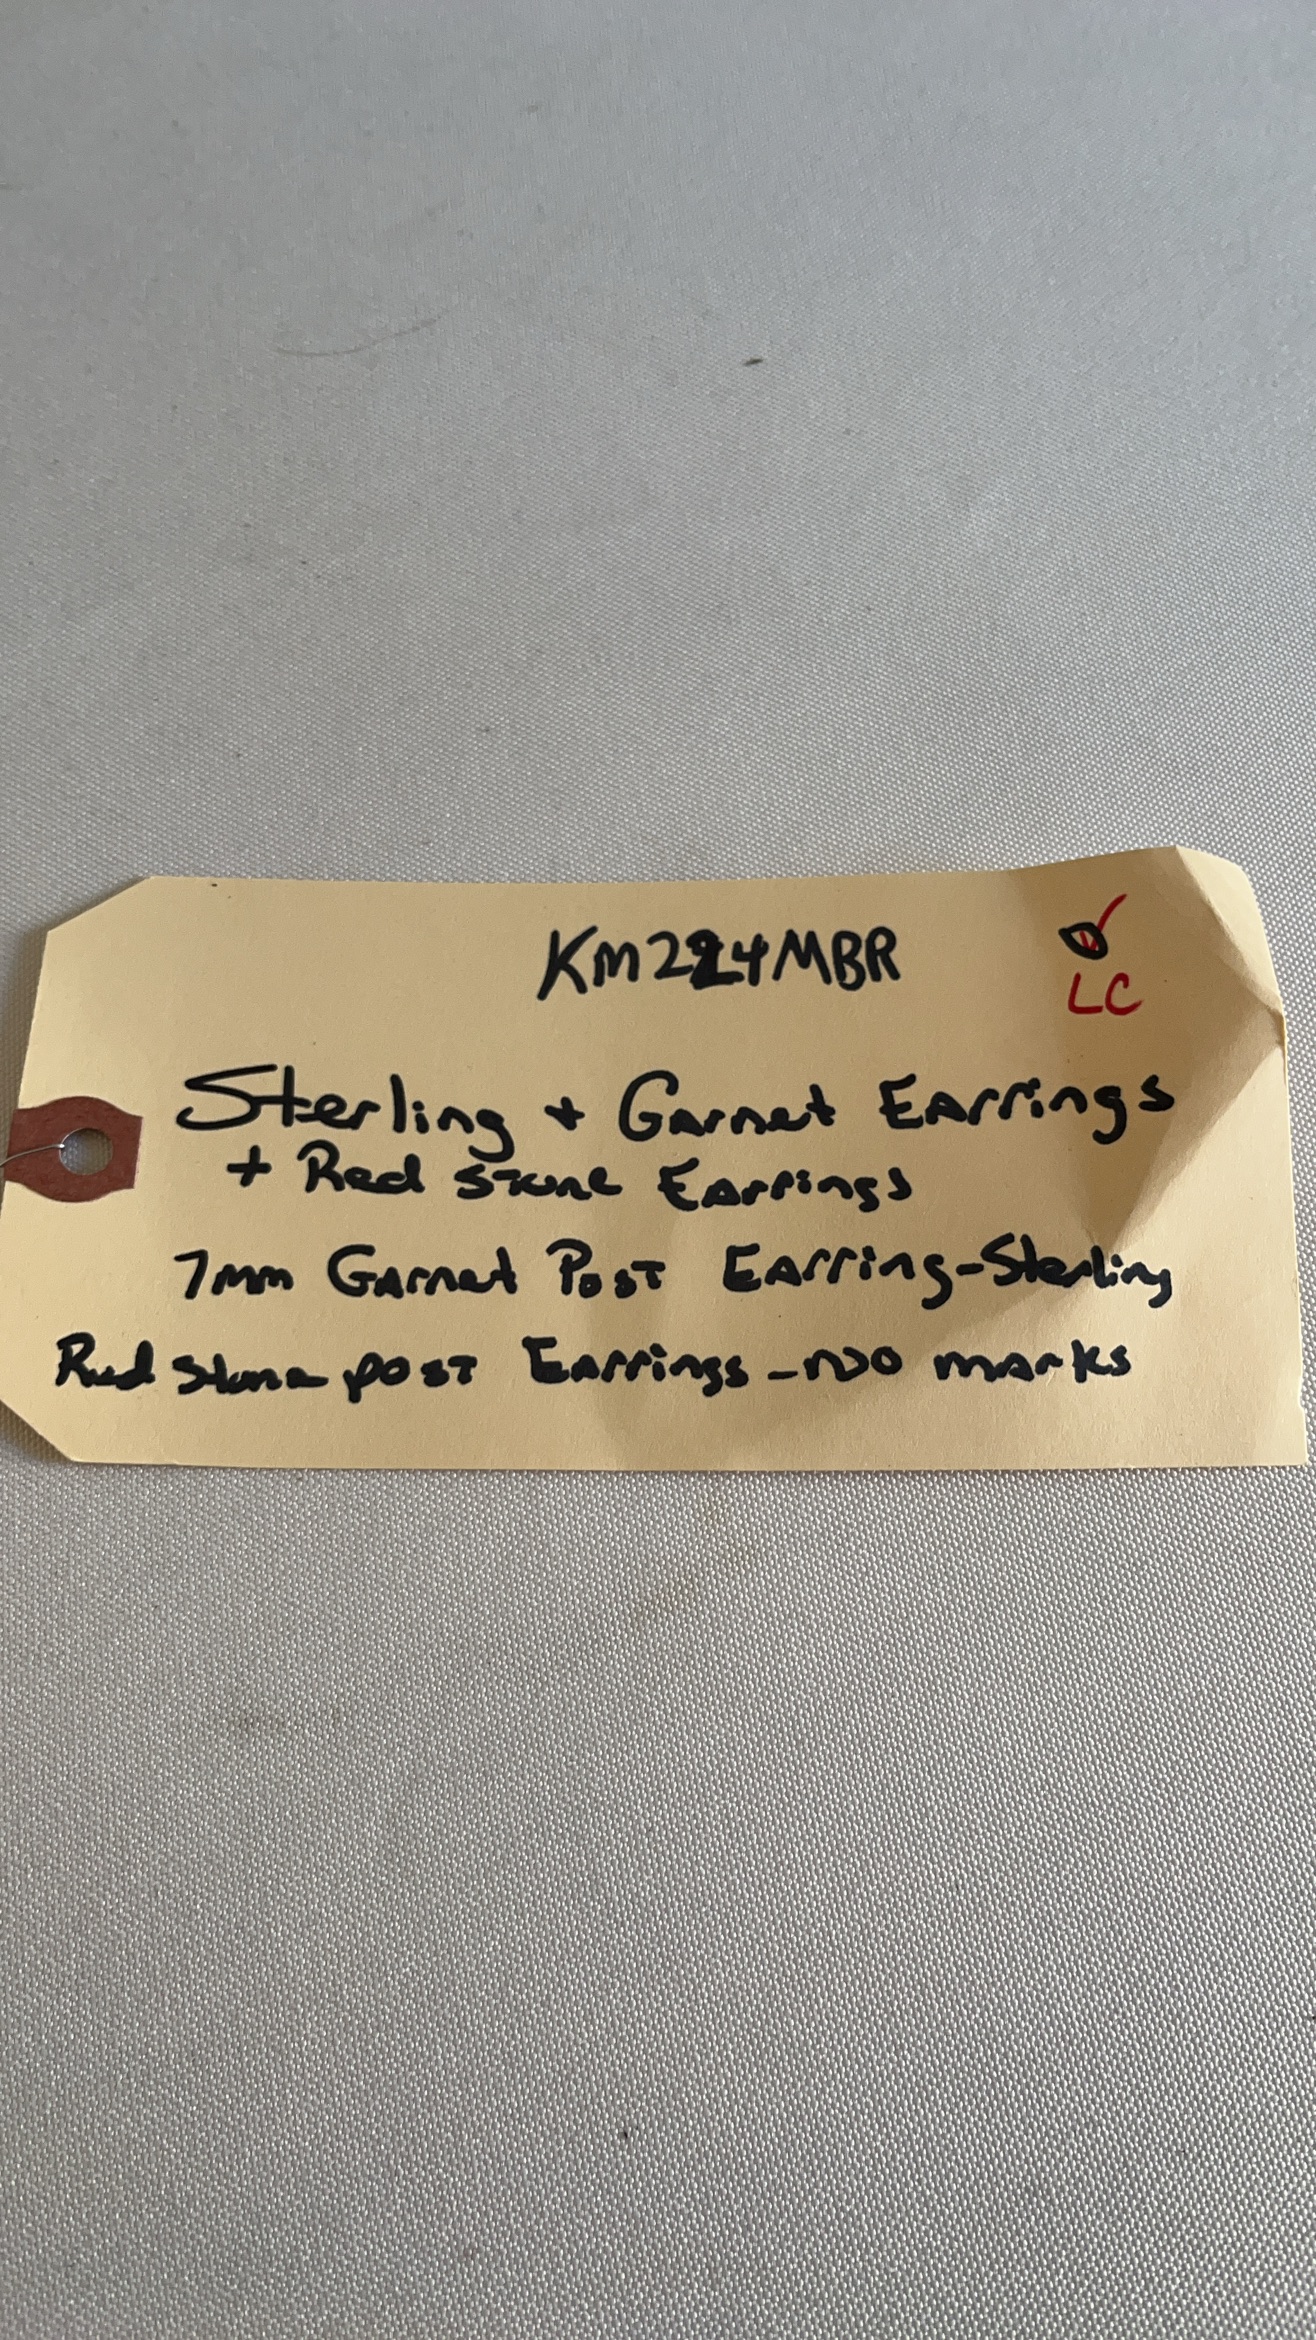 KM224MBR
LC
Sterling + Garnet Earrings
+ Red stone Earrings
7mm Garnet Post Earring-Sterling
Red Stone post Earrings - no marks